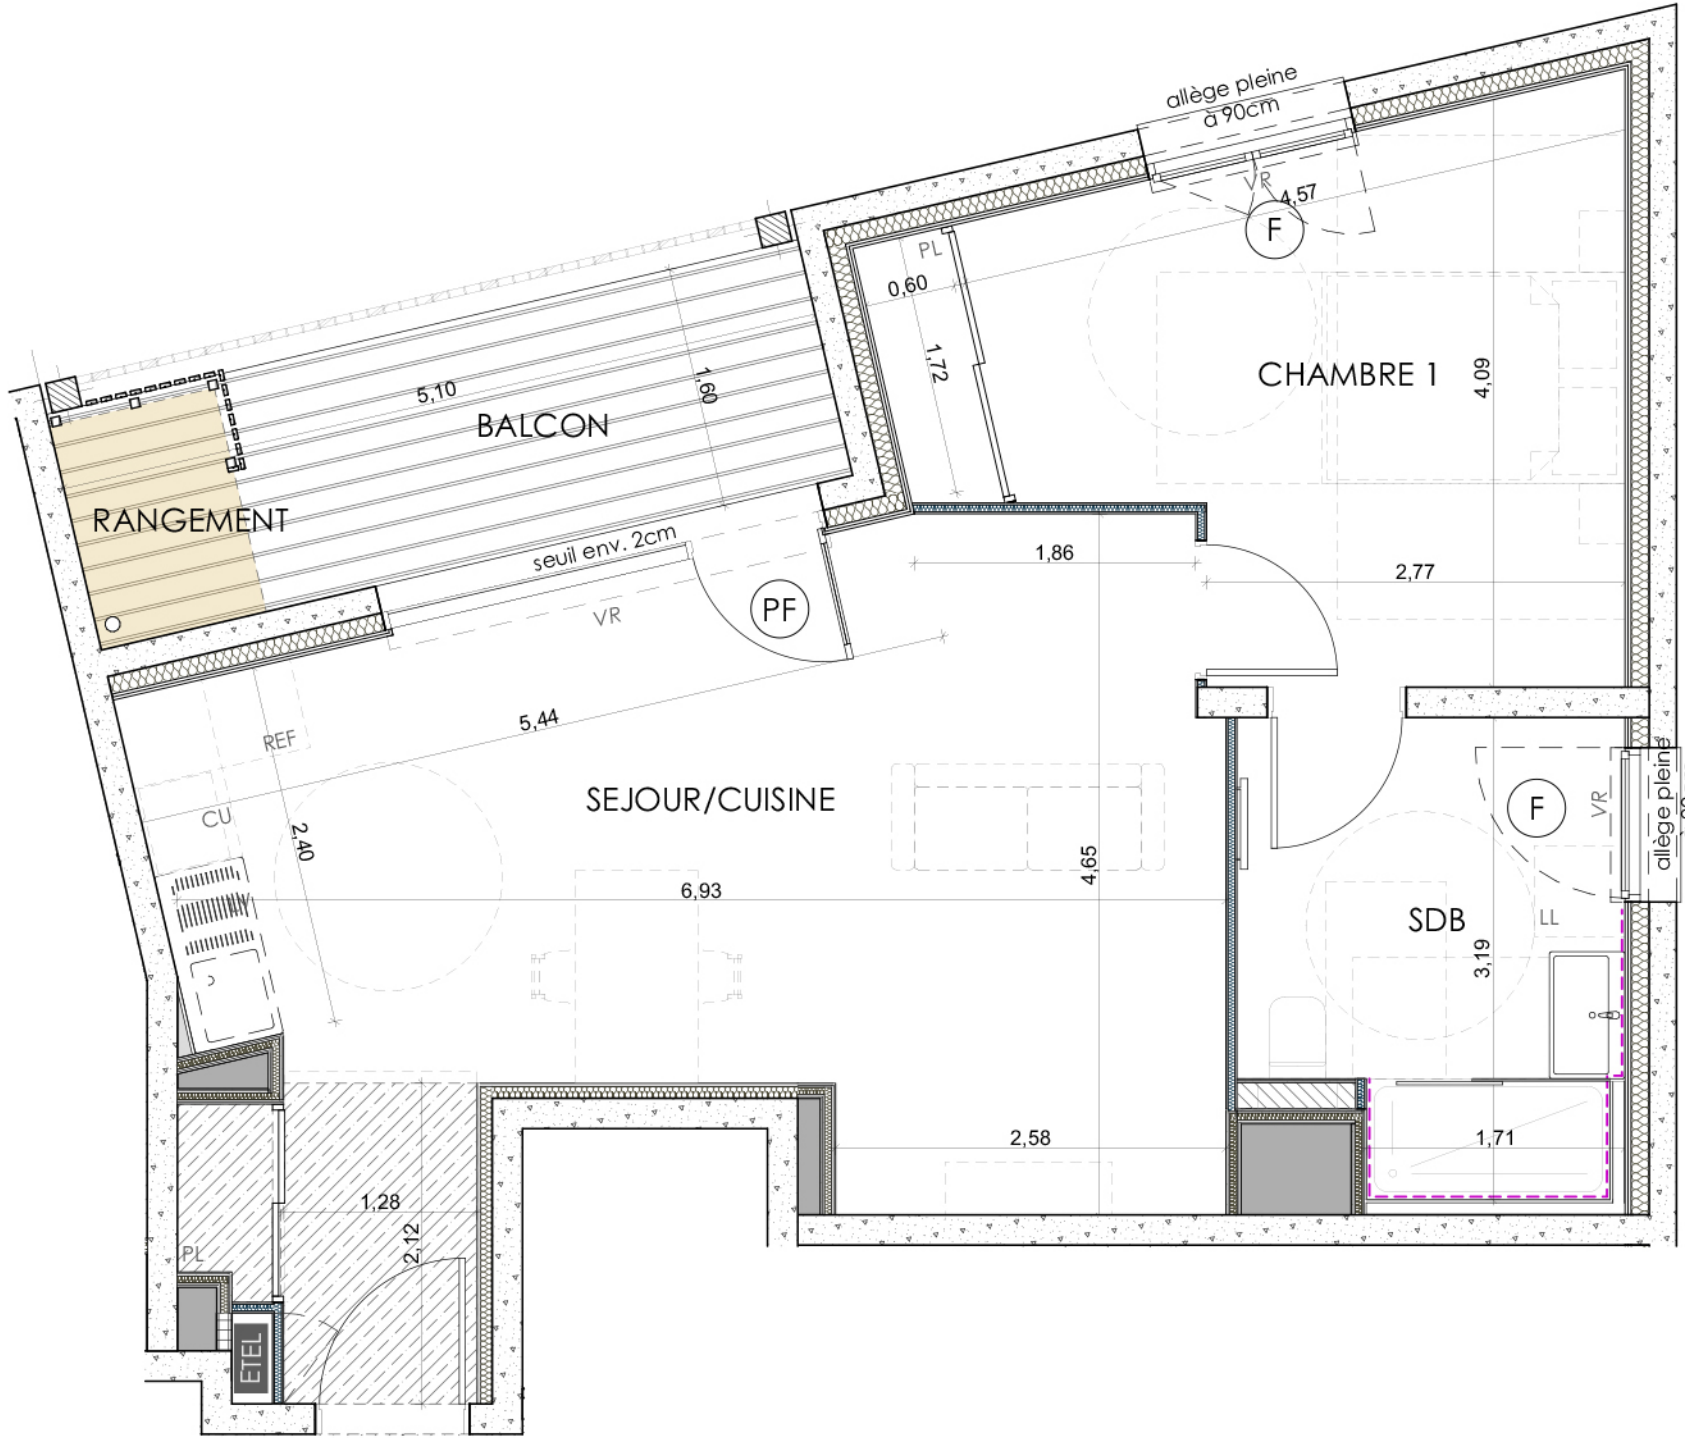 allège pleine
à 90cm
VR
4,57
F
PL
0,60
1,72
CHAMBRE 1
4,09
5,10
BALCON
1,60
RANGEMENT
seuil env. 2cm
VR
PF
1,86
2,77
5,44
REF
CU
2,40
SEJOUR/CUISINE
4,65
6,93
LV
F
VR
allège pleine
SDB
LL
3,19
2,58
1,71
1,28
2,12
PL
ETEL